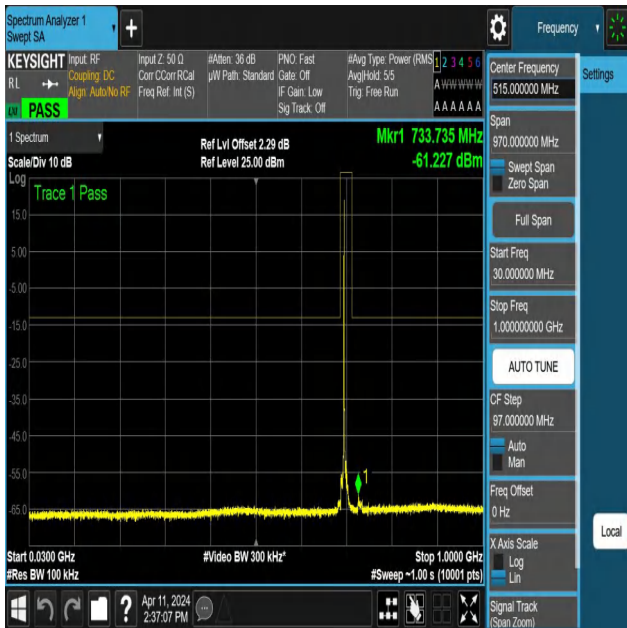 Spectrum Analyzer 1
Swept SA
Frequency
KEYSIGHT
RL
PASS
Input: RF
Coupling: DC
Align: Auto/No RF
Input Z: 50 Ω
Corr CCorr RCal
Freq Ref: Int (S)
#Atten: 36 dB
µW Path: Standard
PNO: Fast
Gate: Off
IF Gain: Low
Sig Track: Off
#Avg Type: Power (RMS
Avg|Hold: 5/5
Trig: Free Run
1 2 3 4 5 6
A W W W W W
A A A A A A
1 Spectrum
Scale/Div 10 dB
Ref Lvl Offset 2.29 dB
Ref Level 25.00 dBm
Mkr1 733.735 MHz
-61.227 dBm
Log
Trace 1 Pass
15.0
5.00
-5.00
-15.0
-25.0
-35.0
-45.0
-55.0
-65.0
1
Start 0.0300 GHz
#Res BW 100 kHz
#Video BW 300 kHz*
Stop 1.0000 GHz
#Sweep ~1.00 s (10001 pts)
Center Frequency
515.000000 MHz
Settings
Span
970.000000 MHz
Swept Span
Zero Span
Full Span
Start Freq
30.000000 MHz
Stop Freq
1.000000000 GHz
AUTO TUNE
CF Step
97.000000 MHz
Auto
Man
Freq Offset
0 Hz
Local
X Axis Scale
Log
Lin
Signal Track
(Span Zoom)
?
Apr 11, 2024
2:37:07 PM